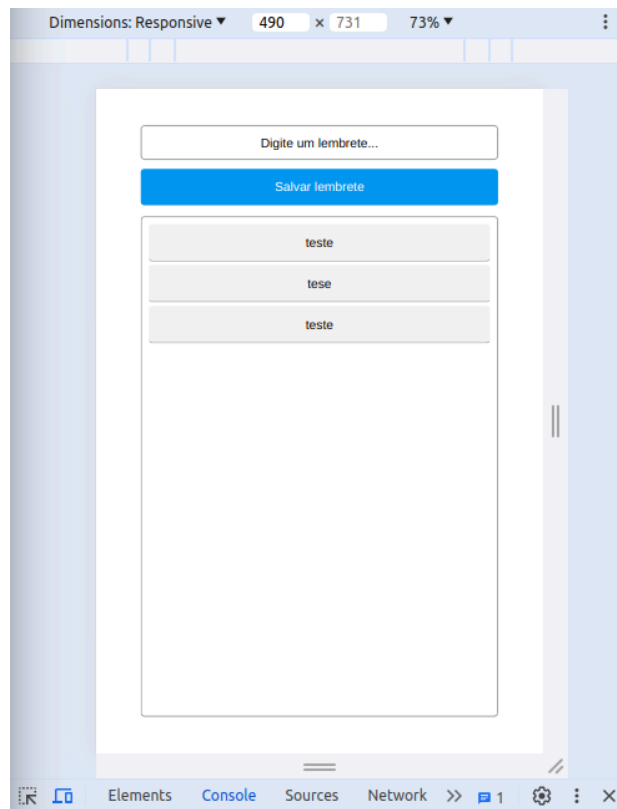 Dimensions: Responsive ▼ 490 × 731 73% ▼
Digite um lembrete...
Salvar lembrete
teste
tese
teste
Elements Console Sources Network >> 1